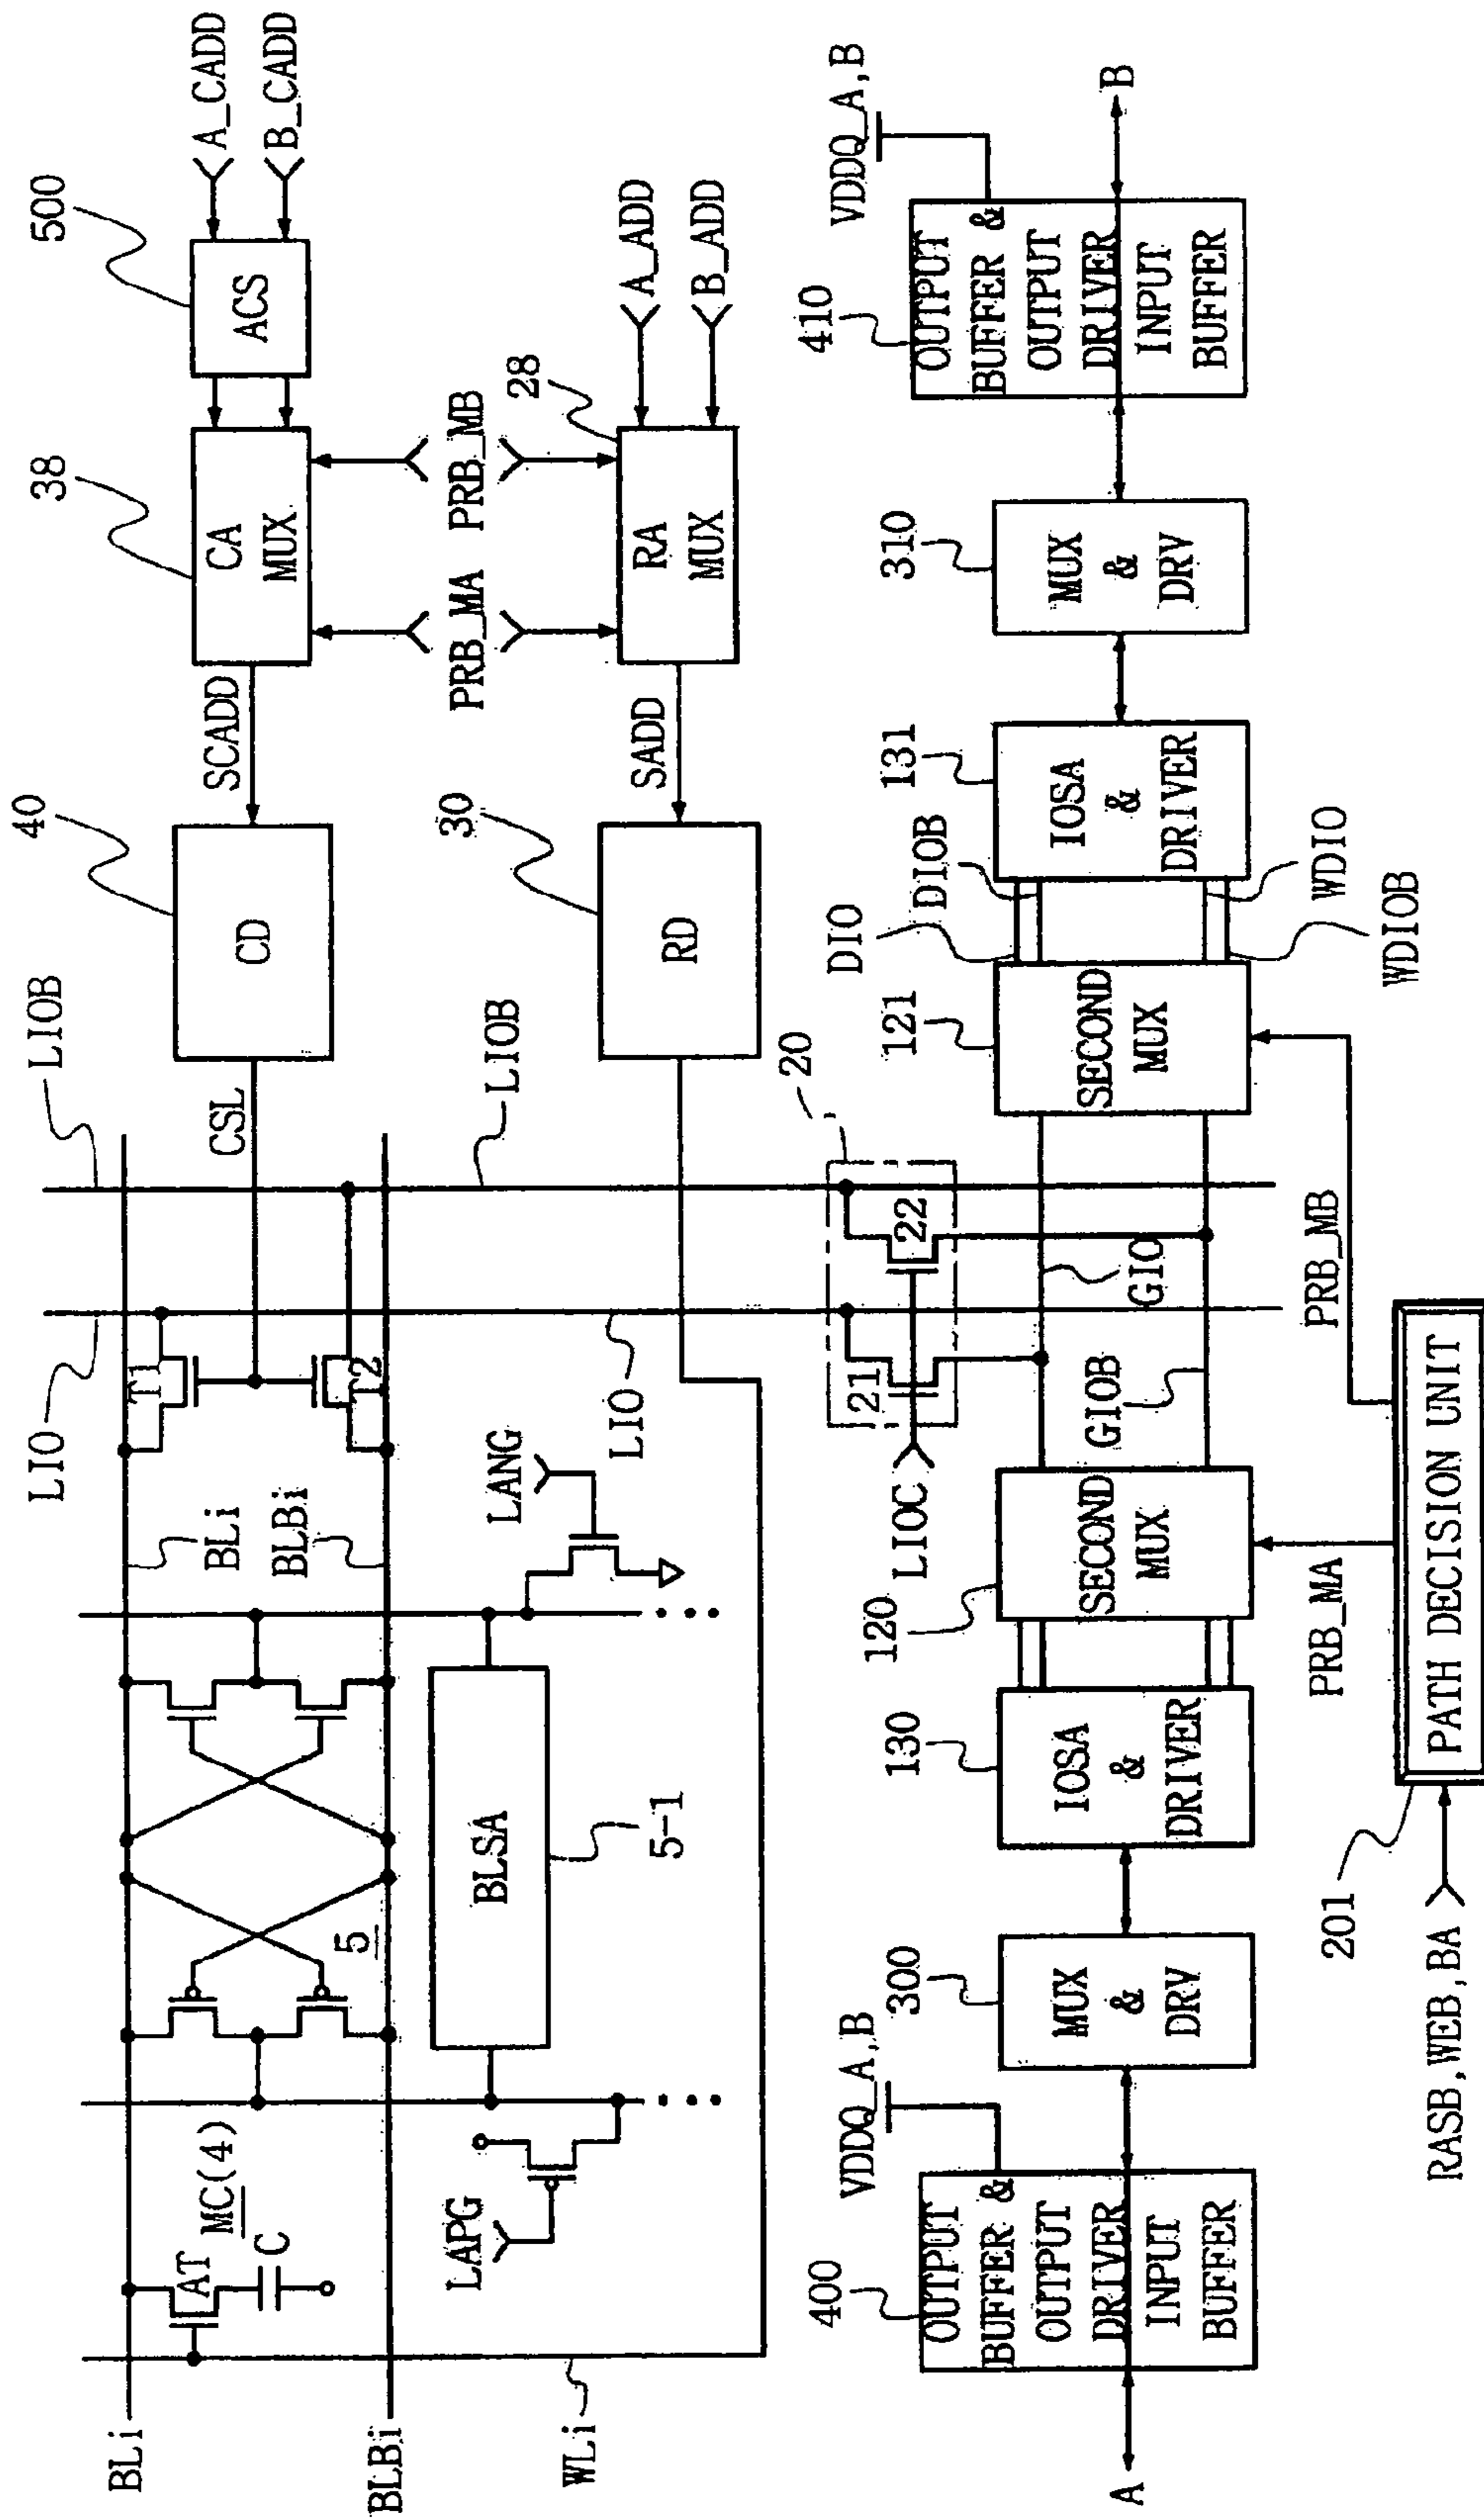 LIO
LIOB
40
38
500
BLi
MC(4)
AT
C
5
BLi
BLBi
T1
T2
CSL
CD
SCADD
CA
MUX
ACS
A_CADD
B_CADD
BLBi
LAPG
BLSA
5-1
LANG
LIO
LIOB
30
PRB_MA
PRB_MB
28
WLi
RD
SADD
RA
MUX
A_ADD
B_ADD
400
VDDQ_A,B
300
130
120
LIOC
21
22
20
121
DIO
DIOB
131
310
410
VDDQ_A,B
A
OUTPUT
BUFFER &
OUTPUT
DRIVER
INPUT
BUFFER
MUX
&
DRV
IOSA
&
DRIVER
SECOND
MUX
GIOB
GIO
SECOND
MUX
IOSA
&
DRIVER
MUX
&
DRV
OUTPUT
BUFFER &
OUTPUT
DRIVER
INPUT
BUFFER
B
WDIO
WDIOB
201
PRB_MA
PRB_MB
RASB,WEB,BA
PATH DECISION UNIT